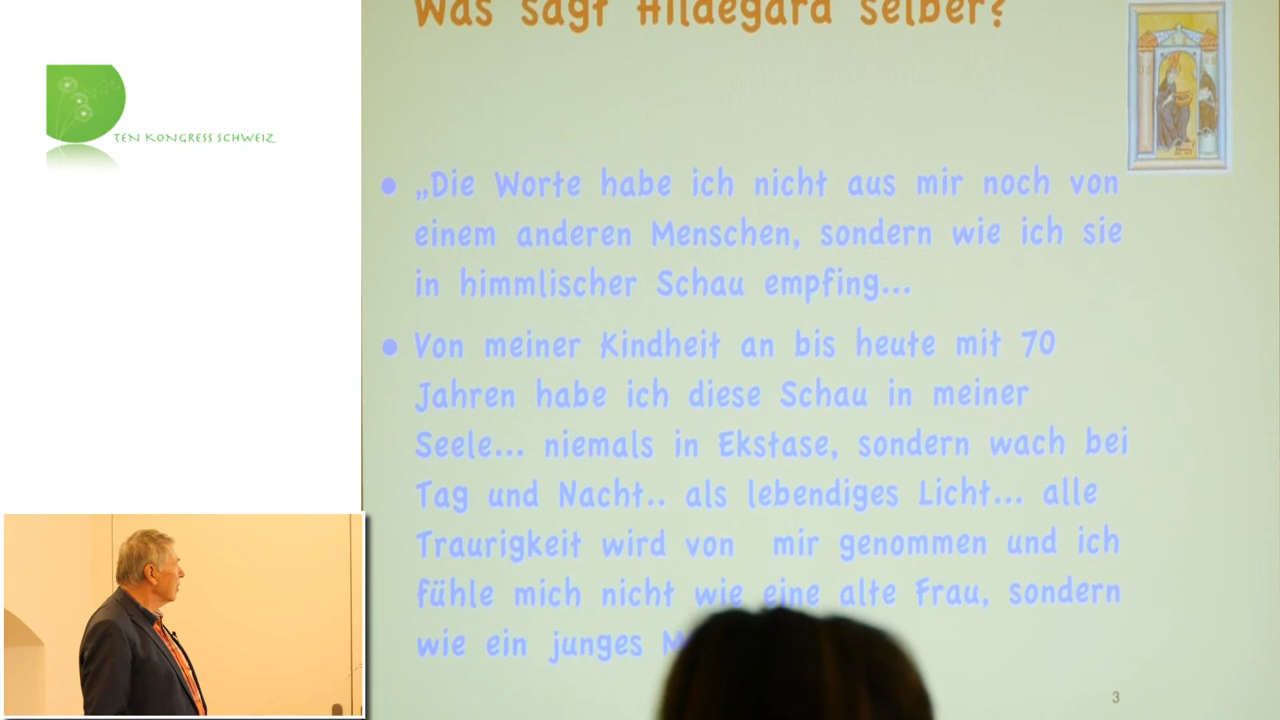 Was sagt Hildegard selber?
TEN KONGRESS SCHWEIZ
• „Die Worte habe ich nicht aus mir noch von
einem anderen Menschen, sondern wie ich sie
in himmlischer Schau empfing...
• Von meiner Kindheit an bis heute mit 70
Jahren habe ich diese Schau in meiner
Seele... niemals in Ekstase, sondern wach bei
Tag und Nacht.. als lebendiges Licht... alle
Traurigkeit wird von mir genommen und ich
fühle mich nicht wie eine alte Frau, sondern
wie ein junges
3